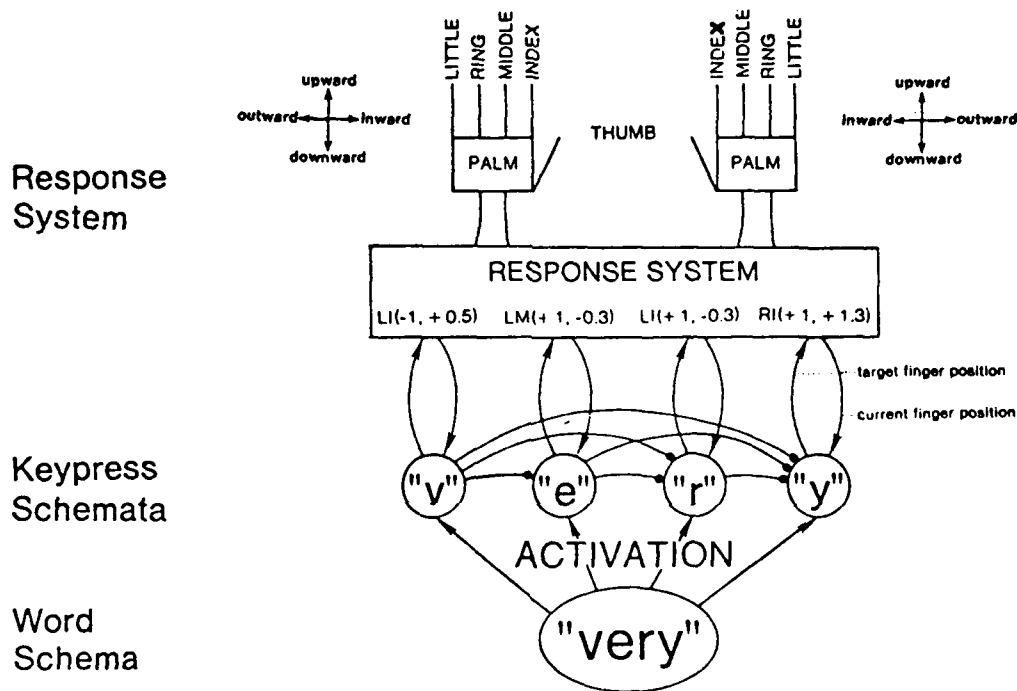 LITTLE
RING
MIDDLE
INDEX
INDEX
MIDDLE
RING
LITTLE
upward
outward
inward
downward
upward
inward
outward
downward
THUMB
PALM
PALM
Response
System
RESPONSE SYSTEM
LI(-1, + 0.5) LM(+ 1, -0.3) LI(+ 1, -0.3) RI(+ 1, + 1.3)
target finger position
current finger position
Keypress
Schemata
"v" "e" "r" "y"
ACTIVATION
Word
Schema
"very"